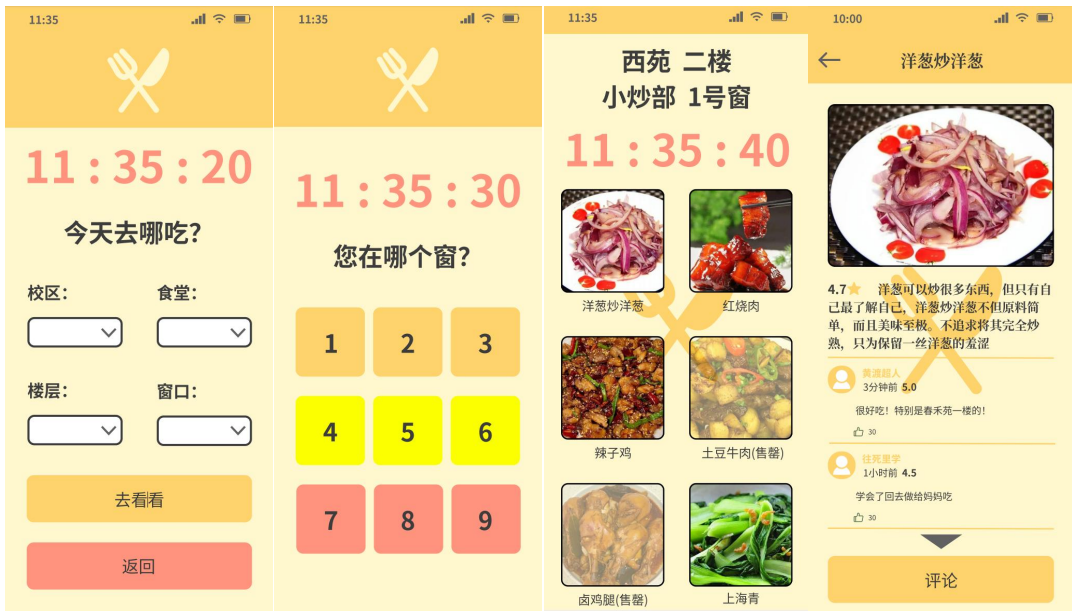 11:35
11 : 35 : 20
今天去哪吃?
校区:
食堂:
楼层:
窗口:
去看看
返回
11:35
11 : 35 : 30
您在哪个窗?
1
2
3
4
5
6
7
8
9
11:35
西苑 二楼
小炒部 1号窗
11 : 35 : 40
洋葱炒洋葱
红烧肉
辣子鸡
土豆牛肉(售罄)
卤鸡腿(售罄)
上海青
10:00
洋葱炒洋葱
4.7 洋葱可以炒很多东西, 但只有自
己最了解自己, 洋葱炒洋葱不但原料简
单, 而且美味至极。不追求将其完全炒
熟, 只为保留一丝洋葱的羞涩
黄渡超人
3分钟前 5.0
很好吃! 特别是春禾苑一楼的!
30
往死里学
1小时前 4.5
学会了回去做给妈妈吃
30
评论